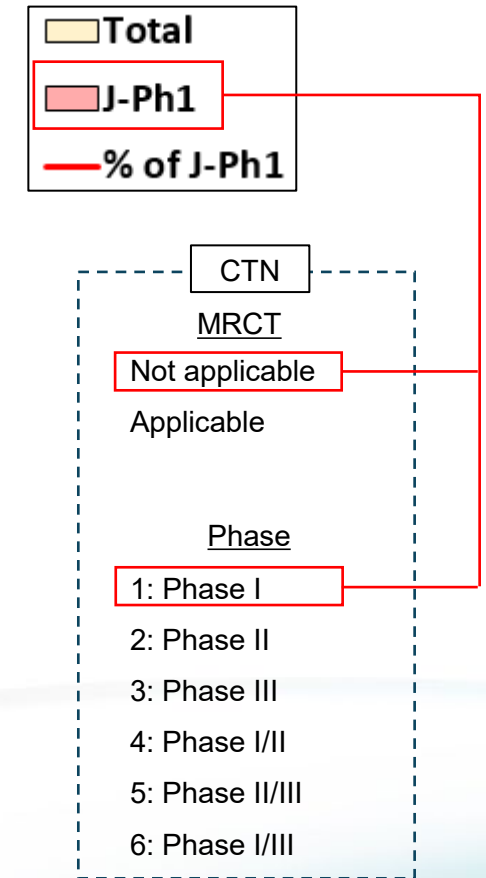 Total
J-Ph1
% of J-Ph1
CTN
MRCT
Not applicable
Applicable
Phase
1: Phase I
2: Phase II
3: Phase III
4: Phase I/II
5: Phase II/III
6: Phase I/III